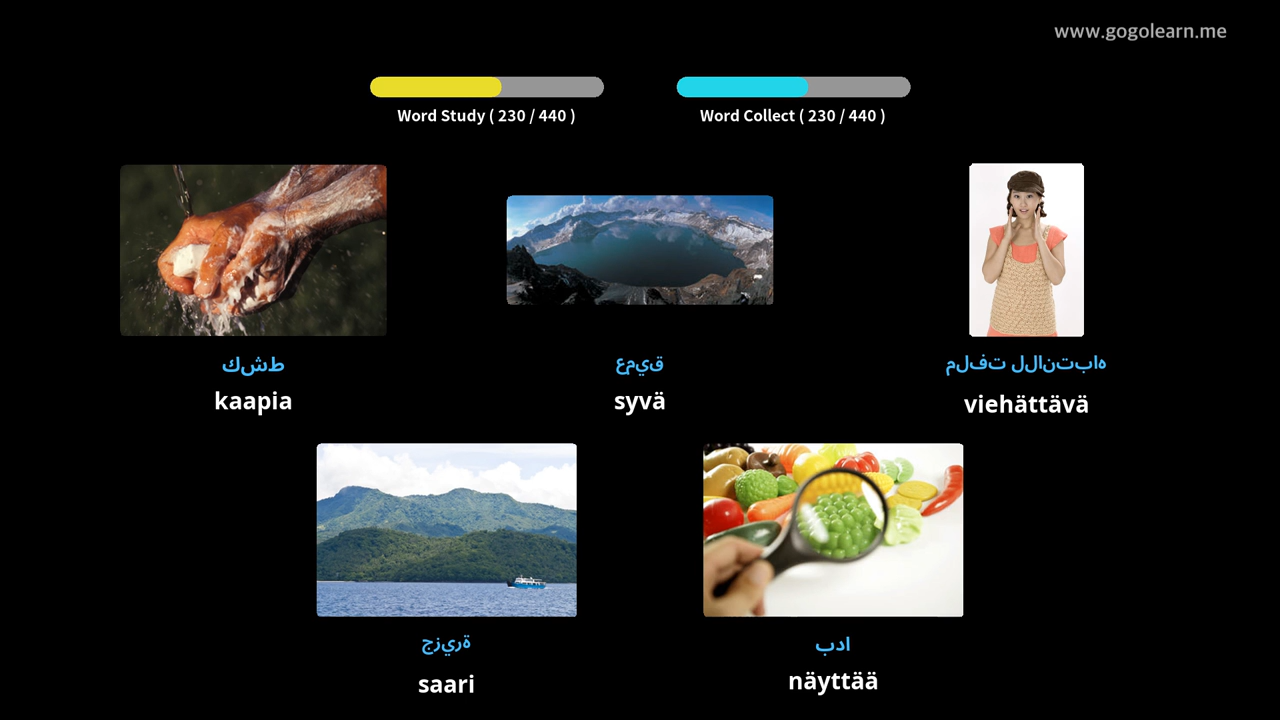 www.gogolearn.me
Word Study ( 230 / 440 )
Word Collect ( 230 / 440 )
كشط
kaapia
عميق
syvä
ملفت للانتباه
viehättävä
جزيرة
saari
بدا
näyttää